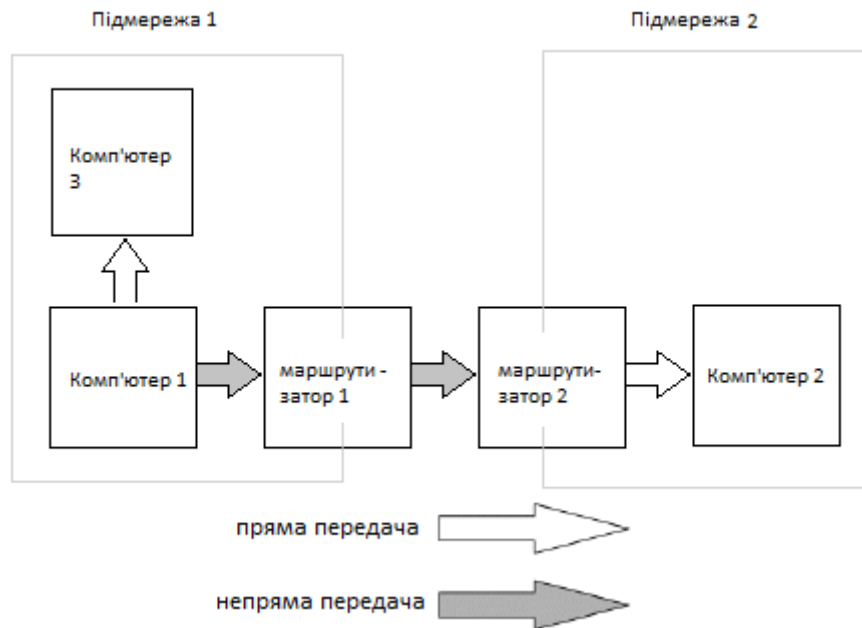 Підмережа 1
Підмережа 2
Комп'ютер
3
Комп'ютер 1
маршрути -
затор 1
маршрути-
затор 2
Комп'ютер 2
пряма передача
непряма передача